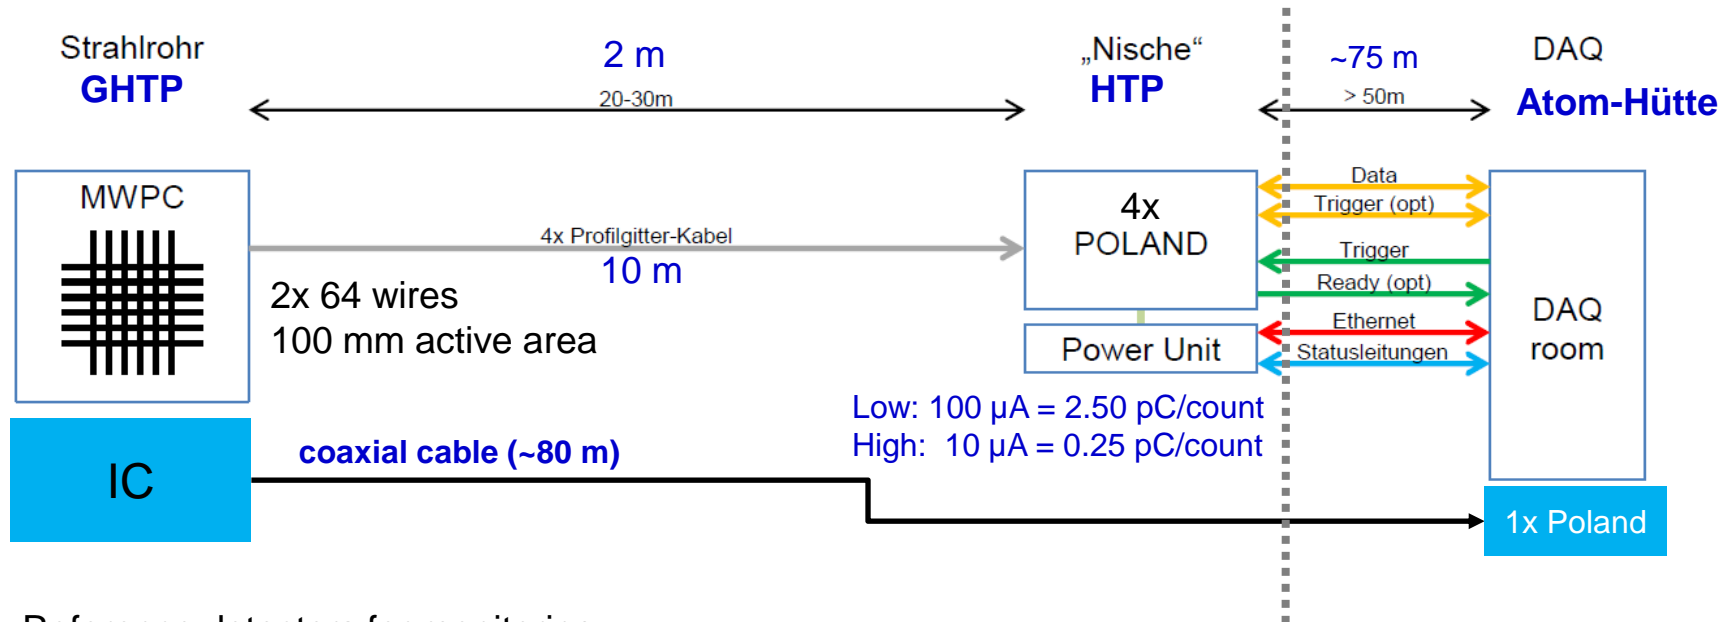 Strahlrohr
GHTP
2 m
20-30m
„Nische“
HTP
~75 m
> 50m
DAQ
Atom-Hütte
MWPC
4x Profilgitter-Kabel
10 m
2x 64 wires
100 mm active area
4x
POLAND
Power Unit
Data
Trigger (opt)
Trigger
Ready (opt)
Ethernet
Statusleitungen
DAQ
room
Low: 100 µA = 2.50 pC/count
High: 10 µA = 0.25 pC/count
IC
coaxial cable (~80 m)
1x Poland